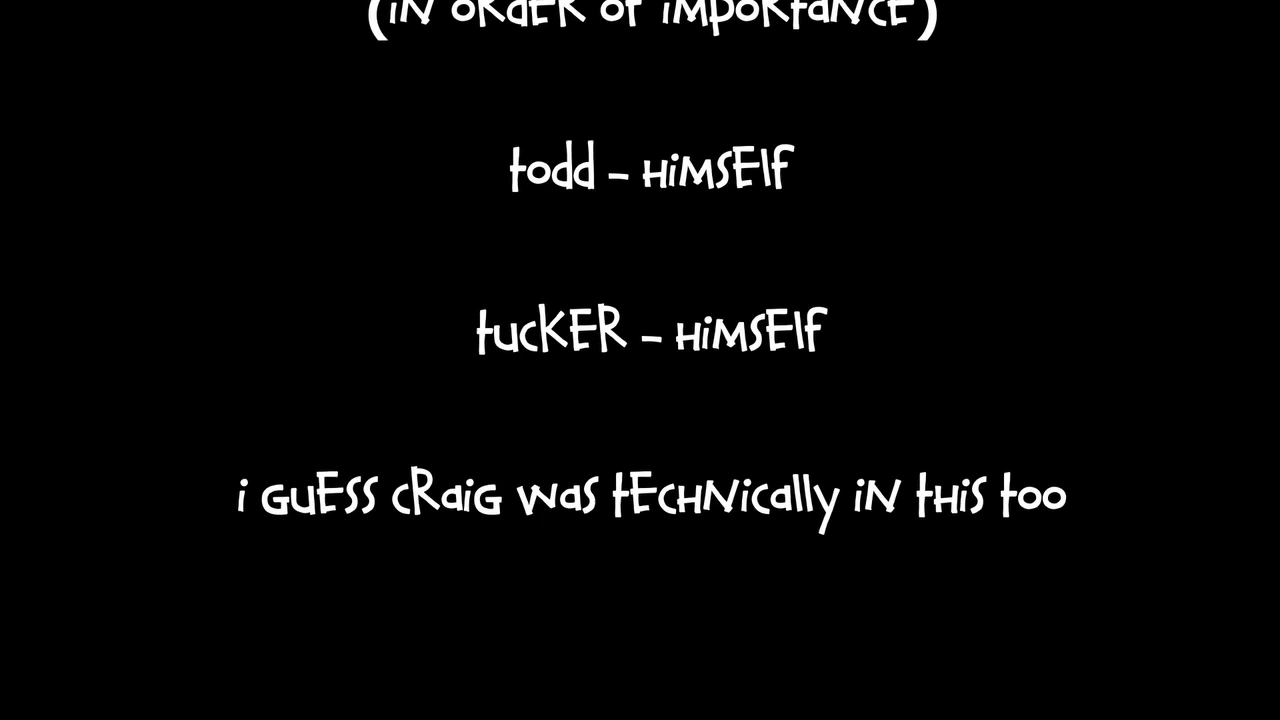 (in order of importance)
todd - himself
tucker - himself
i guess craig was technically in this too